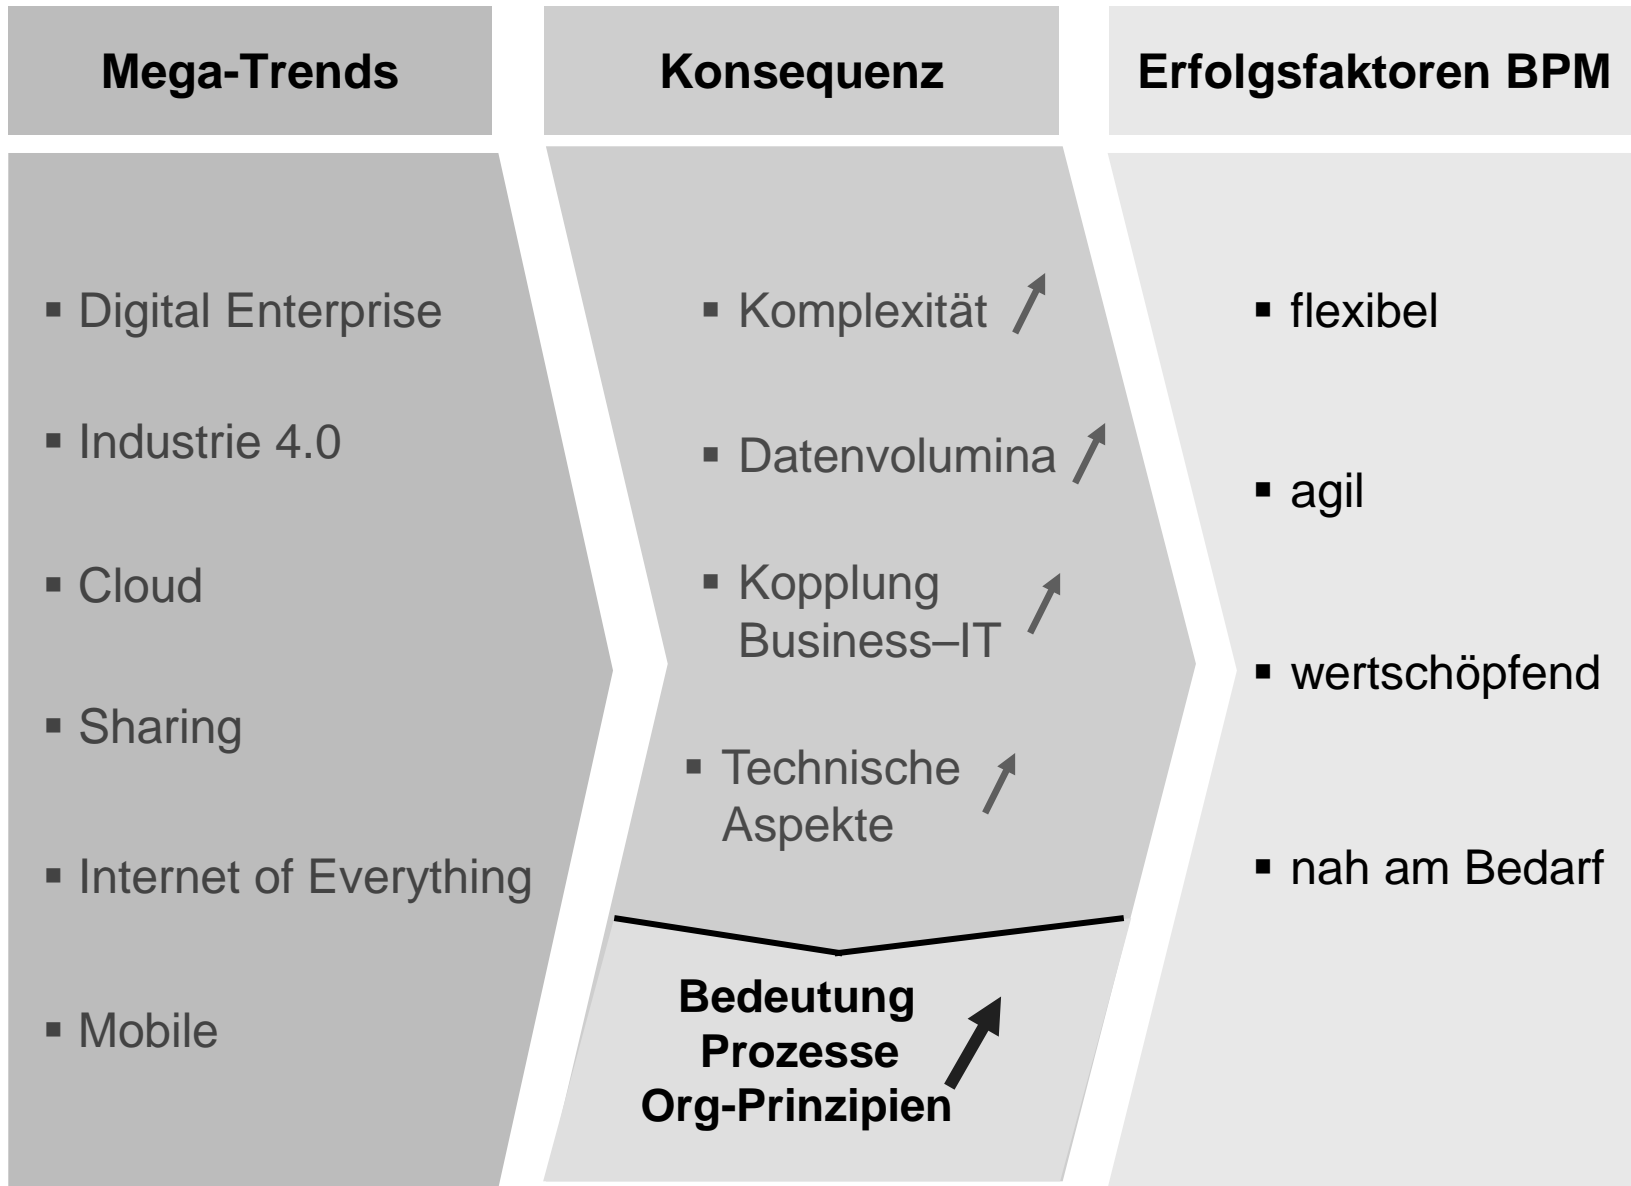 Mega-Trends
▪ Digital Enterprise
▪ Industrie 4.0
▪ Cloud
▪ Sharing
▪ Internet of Everything
▪ Mobile
Konsequenz
▪ Komplexität
▪ Datenvolumina
▪ Kopplung
Business–IT
▪ Technische
Aspekte
Bedeutung
Prozesse
Org-Prinzipien
Erfolgsfaktoren BPM
▪ flexibel
▪ agil
▪ wertschöpfend
▪ nah am Bedarf